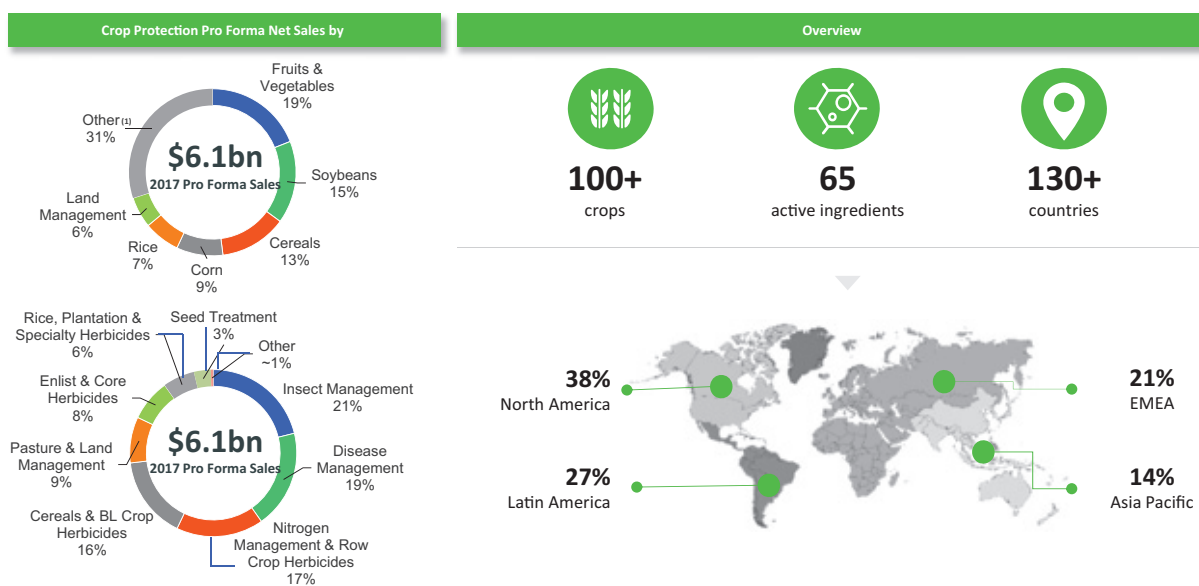 Crop Protection Pro Forma Net Sales by
Fruits &
Vegetables
19%
Soybeans
15%
Cereals
13%
Corn
9%
Rice
7%
Land
Management
6%
Other(1)
31%
$6.1bn
2017 Pro Forma Sales
Rice, Plantation &
Specialty Herbicides
6%
Seed Treatment
3%
Other
~1%
Insect Management
21%
Disease
Management
19%
Nitrogen
Management & Row
Crop Herbicides
17%
Cereals & BL Crop
Herbicides
16%
Pasture & Land
Management
9%
Enlist & Core
Herbicides
8%
$6.1bn
2017 Pro Forma Sales
Overview
100+
crops
65
active ingredients
130+
countries
38%
North America
27%
Latin America
21%
EMEA
14%
Asia Pacific